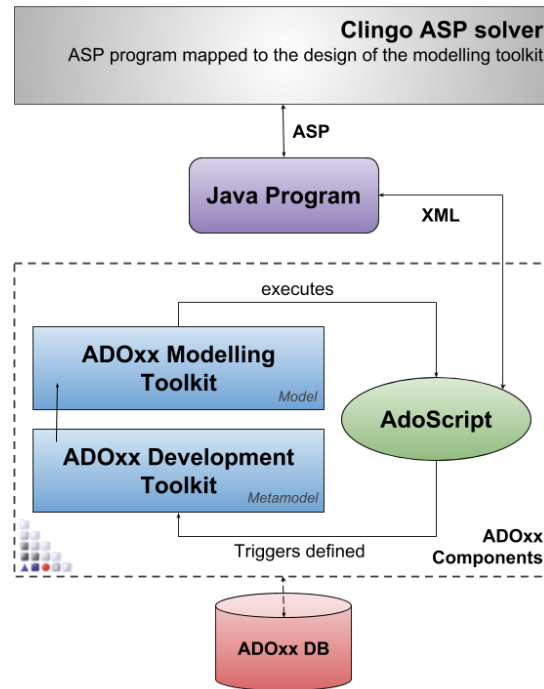 Clingo ASP solver
ASP program mapped to the design of the modelling toolkit
ASP
Java Program
XML
executes
ADOxx Modelling
Toolkit
Model
AdoScript
ADOxx Development
Toolkit
Metamodel
Triggers defined
ADOxx
Components
ADOxx DB